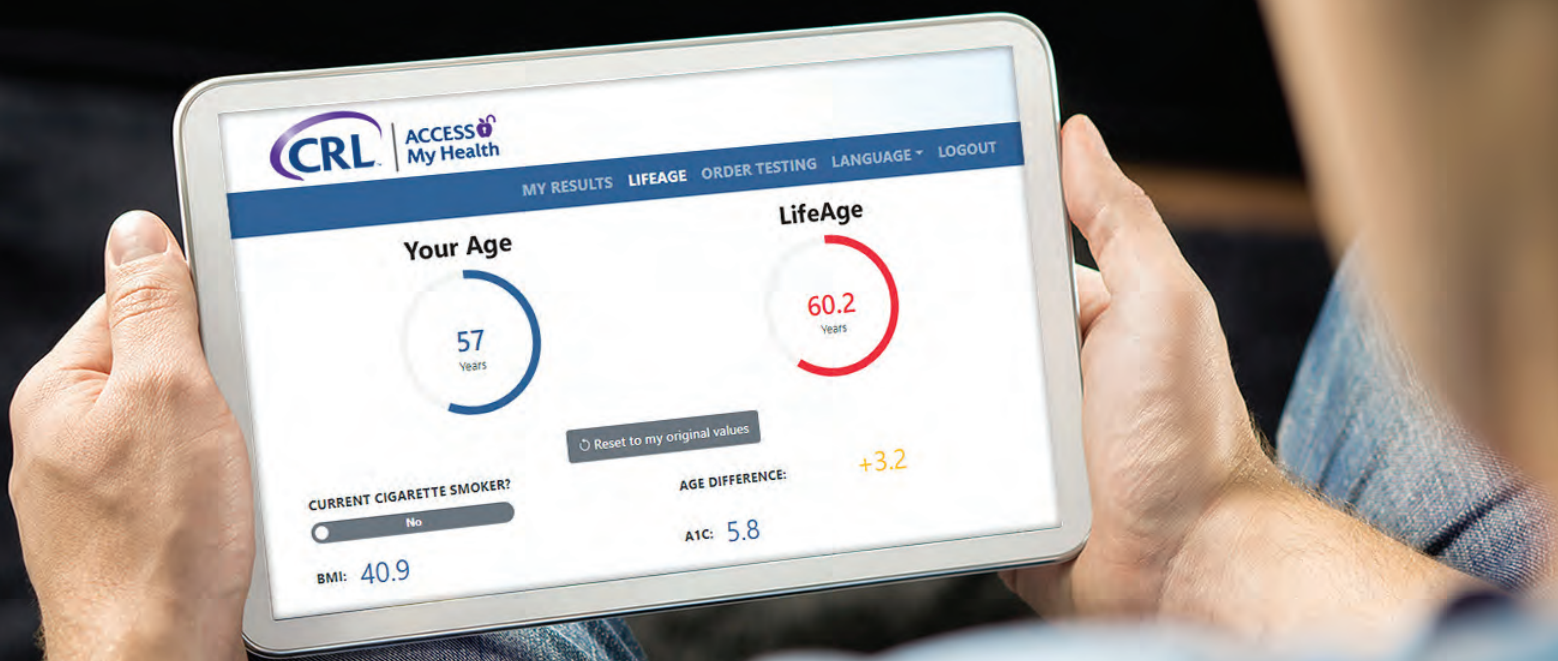 CRL
ACCESS
My Health
MY RESULTS LIFEAGE ORDER TESTING LANGUAGE LOGOUT
Your Age
57
Years
LifeAge
60.2
Years
Reset to my original values
CURRENT CIGARETTE SMOKER?
No
AGE DIFFERENCE: +3.2
BMI: 40.9
A1C: 5.8